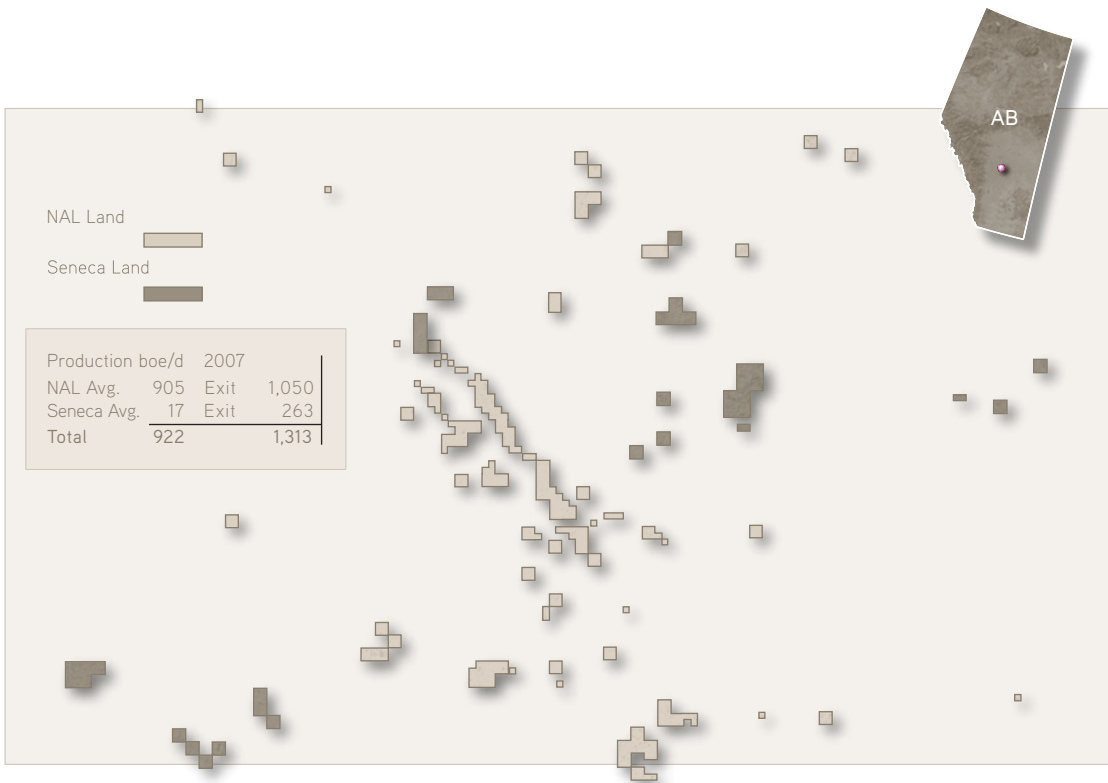 AB
NAL Land
Seneca Land
Production boe/d 2007
NAL Avg. 905 Exit 1,050
Seneca Avg. 17 Exit 263
Total 922 1,313